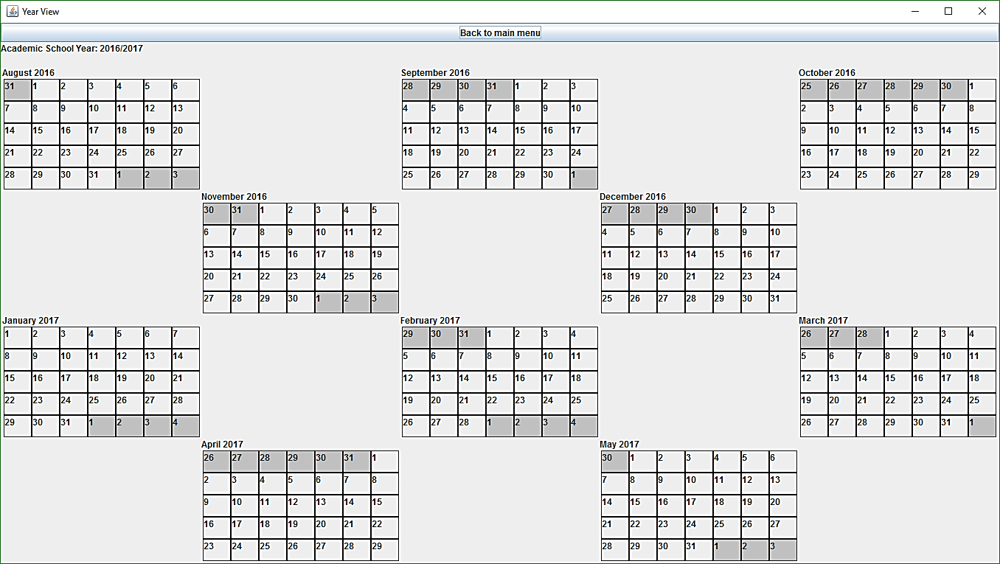 Year View
Back to main menu
Academic School Year: 2016/2017
August 2016
31 1 2 3 4 5 6
7 8 9 10 11 12 13
14 15 16 17 18 19 20
21 22 23 24 25 26 27
28 29 30 31 1 2 3
September 2016
28 29 30 31 1 2 3
4 5 6 7 8 9 10
11 12 13 14 15 16 17
18 19 20 21 22 23 24
25 26 27 28 29 30 1
October 2016
25 26 27 28 29 30 1
2 3 4 5 6 7 8
9 10 11 12 13 14 15
16 17 18 19 20 21 22
23 24 25 26 27 28 29
November 2016
30 31 1 2 3 4 5
6 7 8 9 10 11 12
13 14 15 16 17 18 19
20 21 22 23 24 25 26
27 28 29 30 1 2 3
December 2016
27 28 29 30 1 2 3
4 5 6 7 8 9 10
11 12 13 14 15 16 17
18 19 20 21 22 23 24
25 26 27 28 29 30 31
January 2017
1 2 3 4 5 6 7
8 9 10 11 12 13 14
15 16 17 18 19 20 21
22 23 24 25 26 27 28
29 30 31 1 2 3 4
February 2017
29 30 31 1 2 3 4
5 6 7 8 9 10 11
12 13 14 15 16 17 18
19 20 21 22 23 24 25
26 27 28 1 2 3 4
March 2017
26 27 28 1 2 3 4
5 6 7 8 9 10 11
12 13 14 15 16 17 18
19 20 21 22 23 24 25
26 27 28 29 30 31 1
April 2017
26 27 28 29 30 31 1
2 3 4 5 6 7 8
9 10 11 12 13 14 15
16 17 18 19 20 21 22
23 24 25 26 27 28 29
May 2017
30 1 2 3 4 5 6
7 8 9 10 11 12 13
14 15 16 17 18 19 20
21 22 23 24 25 26 27
28 29 30 31 1 2 3